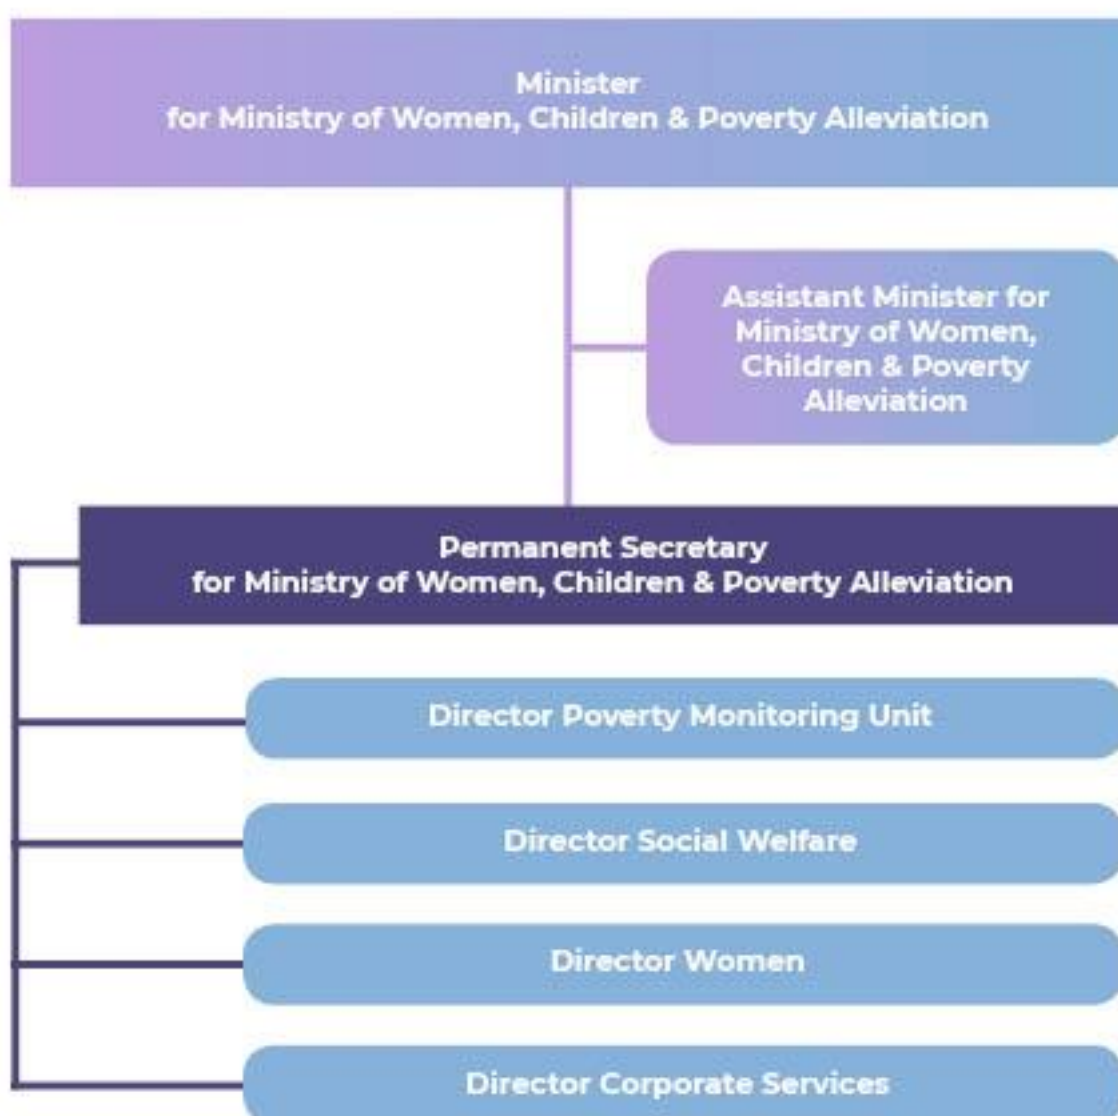 Minister
for Ministry of Women, Children & Poverty Alleviation
Assistant Minister for
Ministry of Women,
Children & Poverty
Alleviation
Permanent Secretary
for Ministry of Women, Children & Poverty Alleviation
Director Poverty Monitoring Unit
Director Social Welfare
Director Women
Director Corporate Services